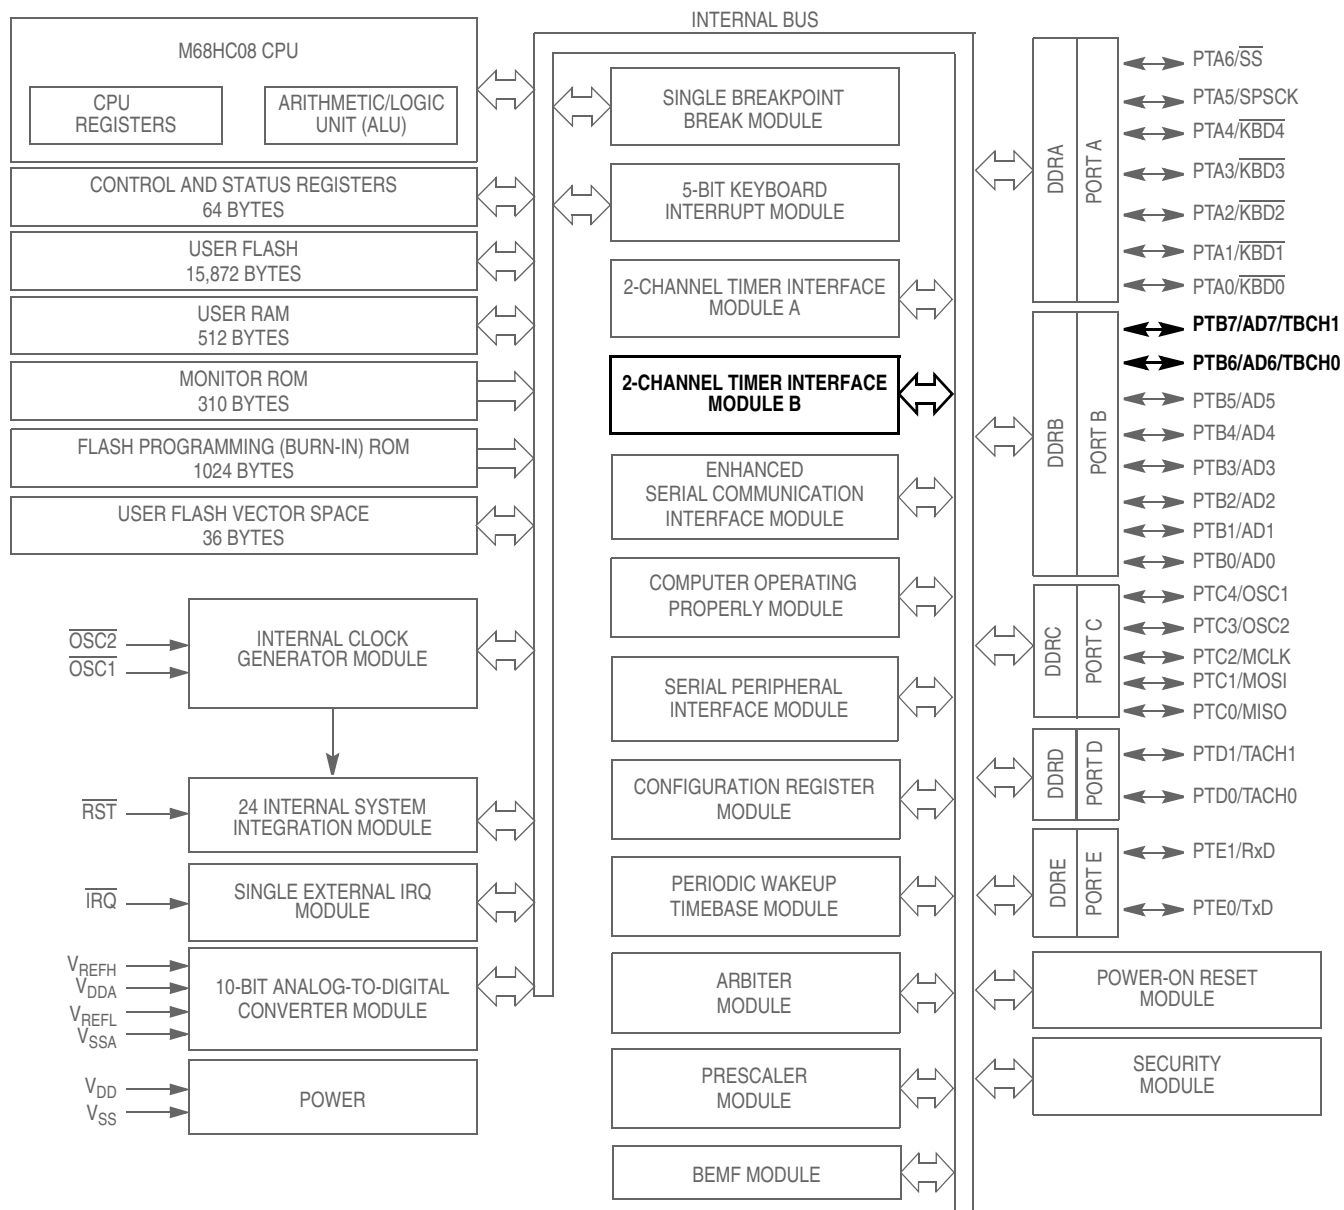 INTERNAL BUS
M68HC08 CPU
CPU
REGISTERS
ARITHMETIC/LOGIC
UNIT (ALU)
CONTROL AND STATUS REGISTERS
64 BYTES
USER FLASH
15,872 BYTES
USER RAM
512 BYTES
MONITOR ROM
310 BYTES
FLASH PROGRAMMING (BURN-IN) ROM
1024 BYTES
USER FLASH VECTOR SPACE
36 BYTES
OSC2
OSC1
INTERNAL CLOCK
GENERATOR MODULE
RST
24 INTERNAL SYSTEM
INTEGRATION MODULE
IRQ
SINGLE EXTERNAL IRQ
MODULE
VREFH
VDDA
VREFL
VSSA
10-BIT ANALOG-TO-DIGITAL
CONVERTER MODULE
VDD
VSS
POWER
SINGLE BREAKPOINT
BREAK MODULE
5-BIT KEYBOARD
INTERRUPT MODULE
2-CHANNEL TIMER INTERFACE
MODULE A
2-CHANNEL TIMER INTERFACE
MODULE B
ENHANCED
SERIAL COMMUNICATION
INTERFACE MODULE
COMPUTER OPERATING
PROPERLY MODULE
SERIAL PERIPHERAL
INTERFACE MODULE
CONFIGURATION REGISTER
MODULE
PERIODIC WAKEUP
TIMEBASE MODULE
ARBITER
MODULE
PRESCALER
MODULE
BEMF MODULE
DDRA
PORT A
PTA6/SS
PTA5/SPSCK
PTA4/KBD4
PTA3/KBD3
PTA2/KBD2
PTA1/KBD1
PTA0/KBD0
DDRB
PORT B
PTB7/AD7/TBCH1
PTB6/AD6/TBCH0
PTB5/AD5
PTB4/AD4
PTB3/AD3
PTB2/AD2
PTB1/AD1
PTB0/AD0
DDRC
PORT C
PTC4/OSC1
PTC3/OSC2
PTC2/MCLK
PTC1/MOSI
PTC0/MISO
DDRD
PORT D
PTD1/TACH1
PTD0/TACH0
DDRE
PORT E
PTE1/RxD
PTE0/TxD
POWER-ON RESET
MODULE
SECURITY
MODULE